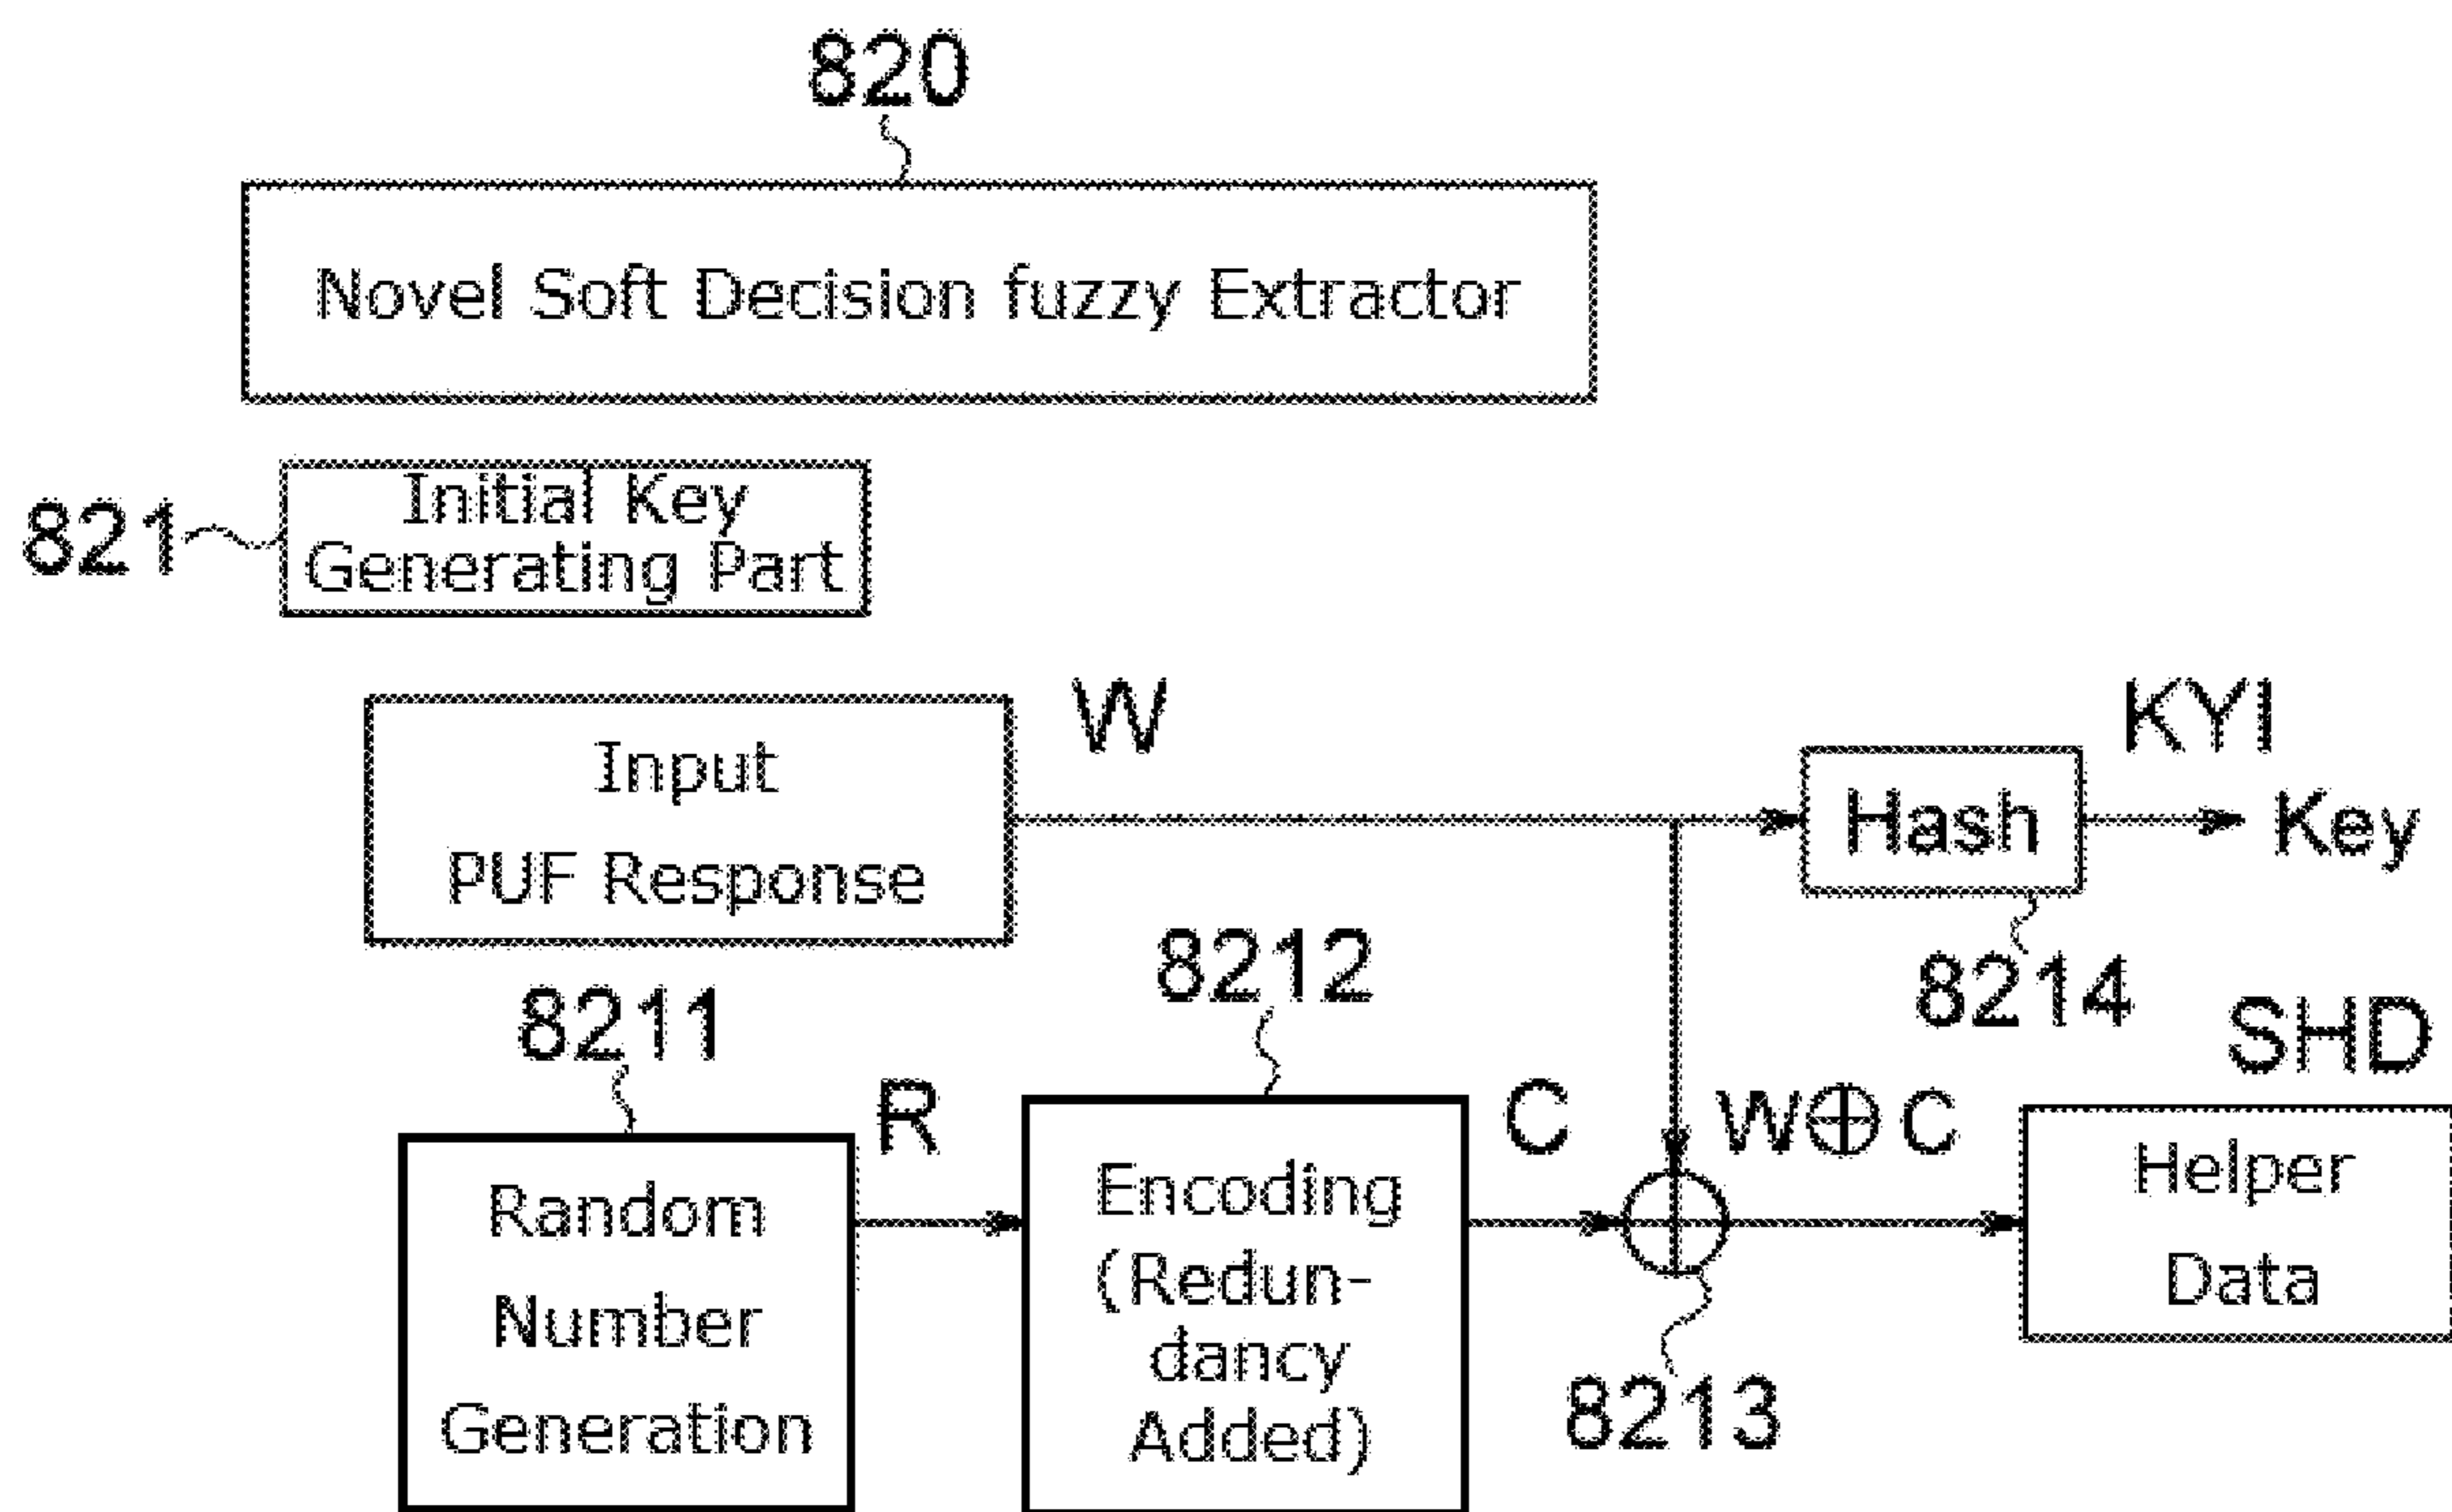 820
Novel Soft Decision fuzzy Extractor
821
Initial Key
Generating Part
Input
PUF Response
W
Hash
KYI
Key
8214
8211
Random
Number
Generation
R
8212
Encoding
(Redun-
dancy
Added)
C
W⊕C
8213
SHD
Helper
Data